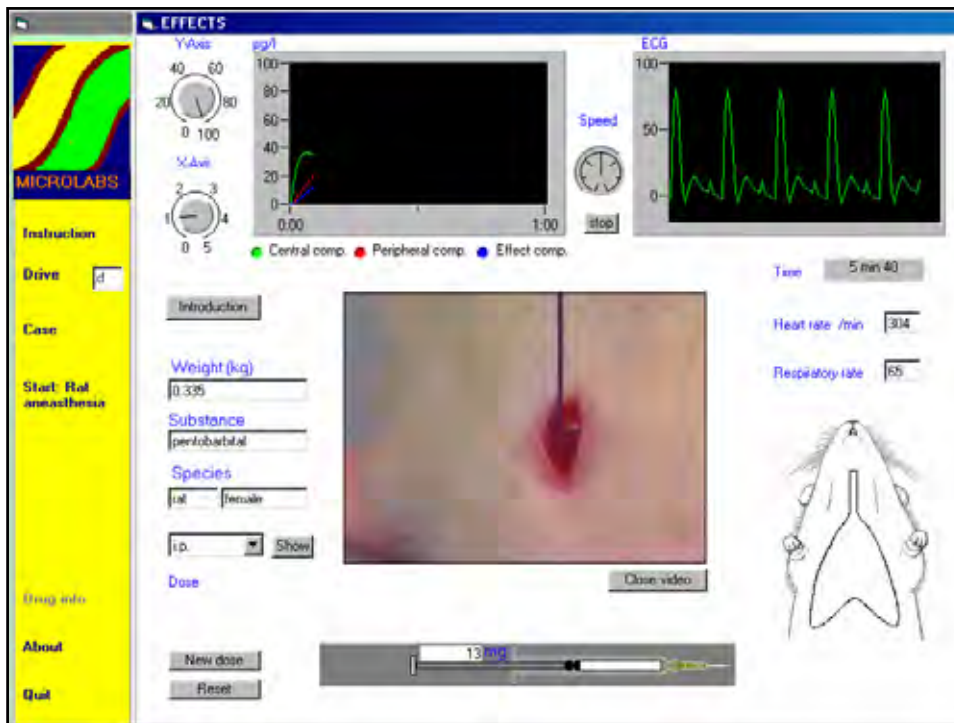 EFFECTS
MICROLABS
Instruction
Drive d
Case
Start: Rat
aneasthesia
Drug info
About
Quit
Y-Axis
40 60
20 80
0 100
X-Axis
2 3
1 4
0 5
µg/l
100
80
60
40
20
0
0:00 1:00
Central comp. Peripheral comp. Effect comp.
Speed
stop
ECG
100
50
0
Time 5 min 40
Heart rate /min 304
Respiratory rate 65
Introduction
Weight (kg)
0.335
Substance
pentobarbital
Species
rat female
i.p. Show
Dose
Close video
New dose
Reset
13 mg